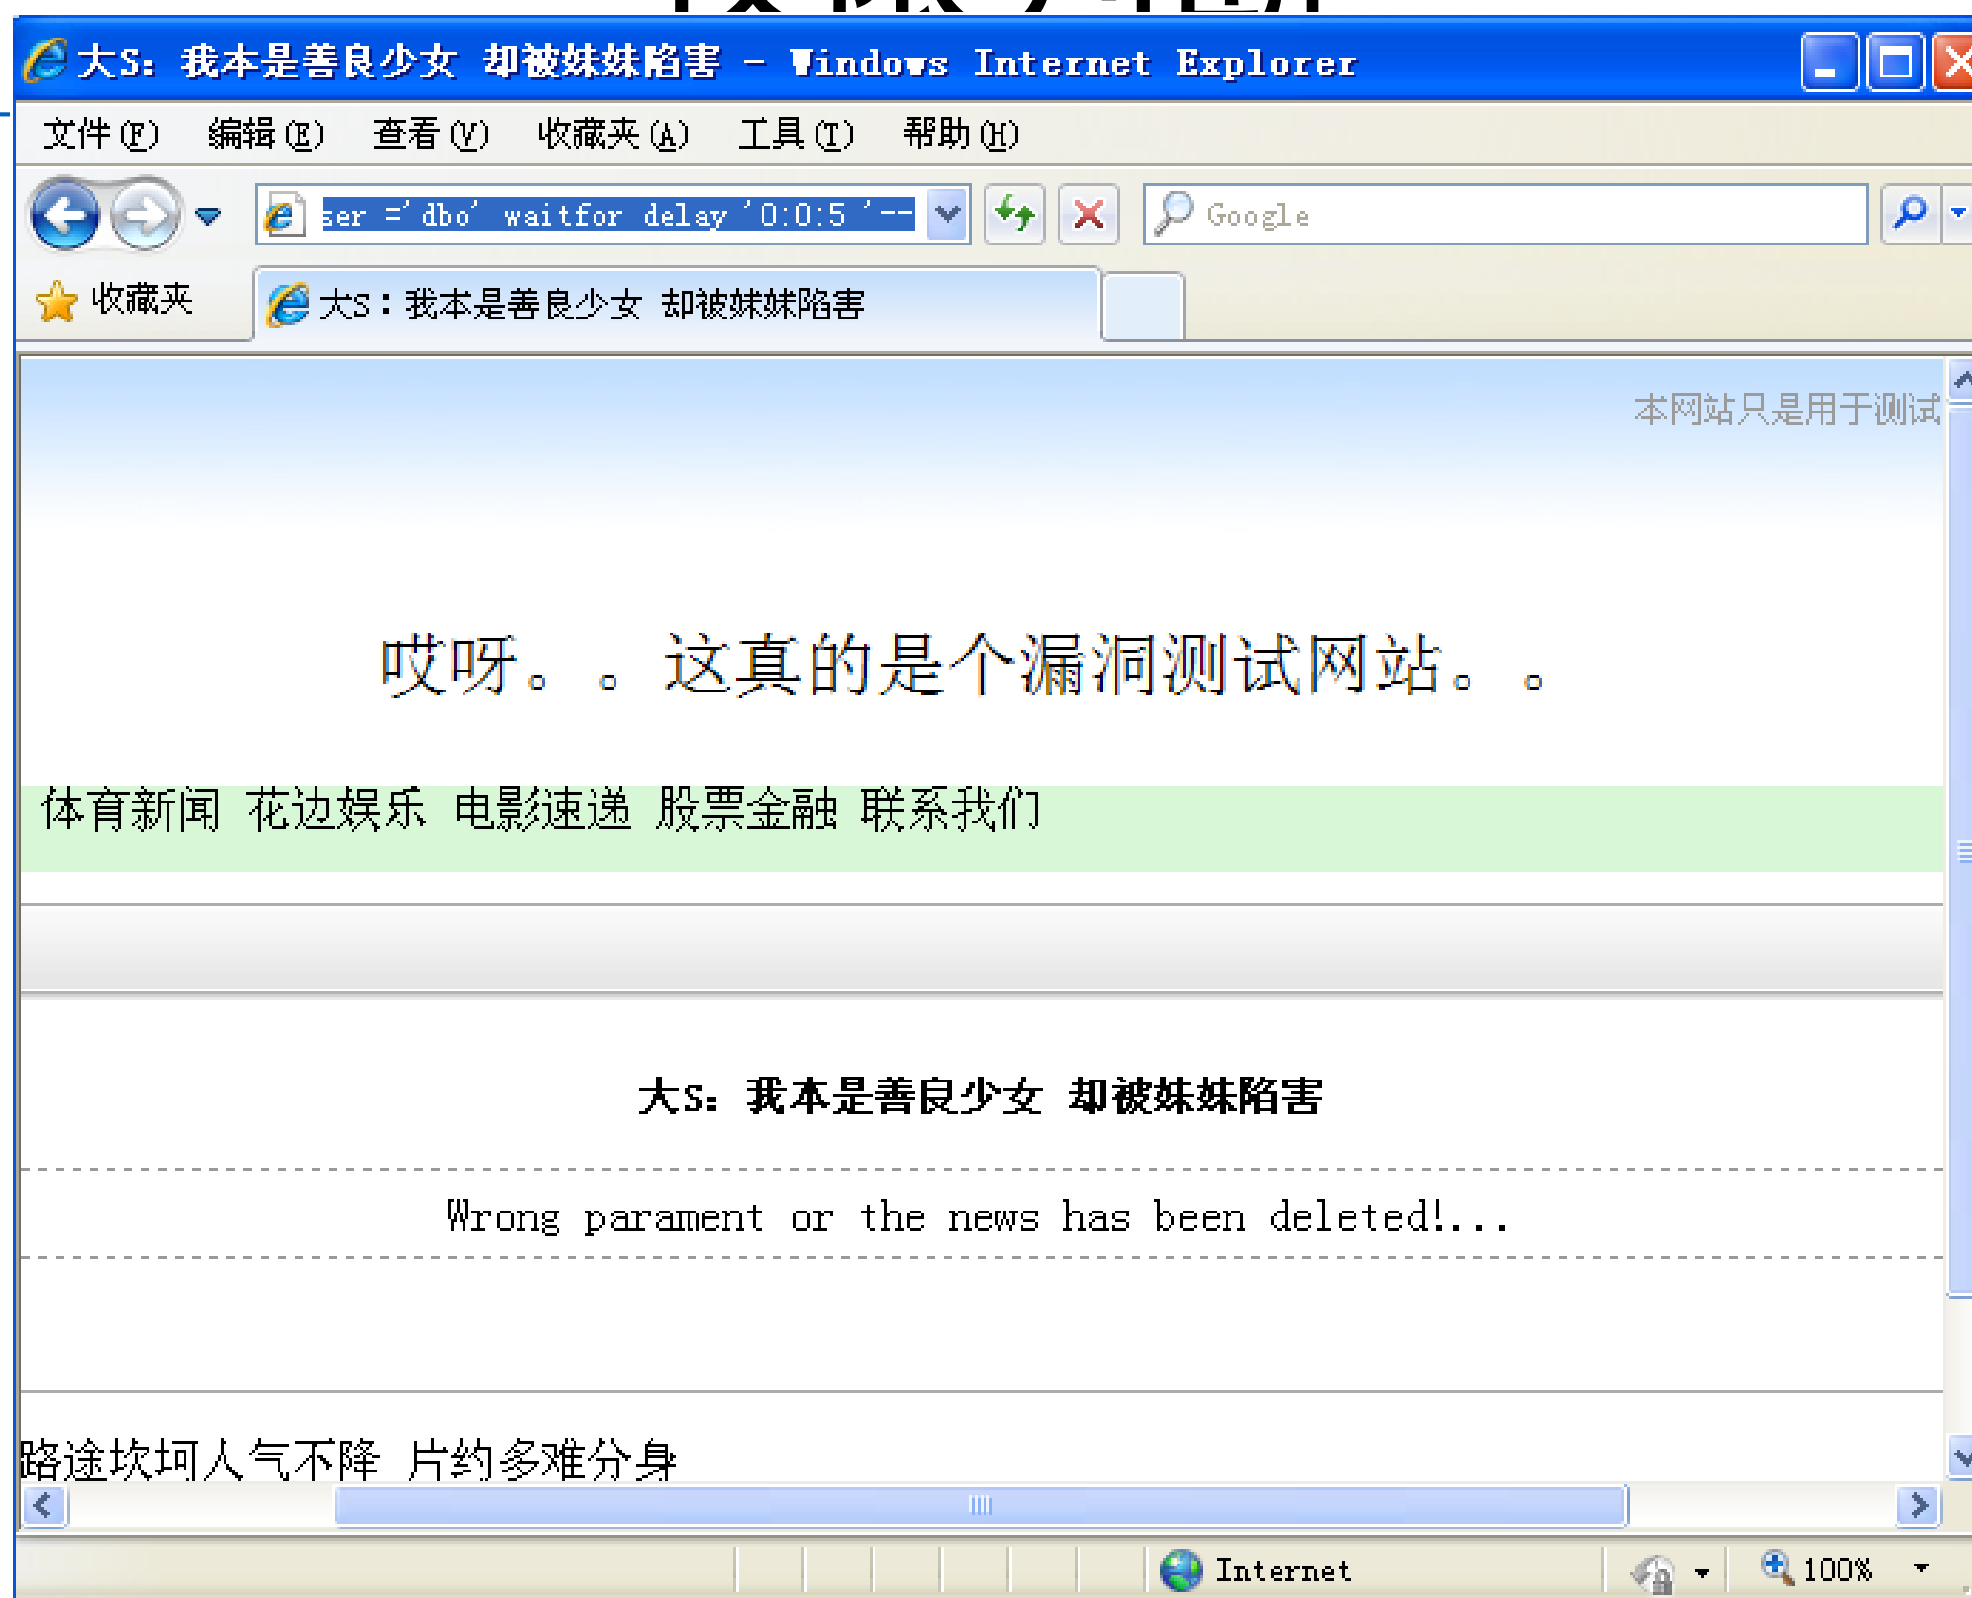 大S：我本是善良少女 却被妹妹陷害 - Windows Internet Explorer
文件(F) 编辑(E) 查看(V) 收藏夹(A) 工具(T) 帮助(H)
ser ='dbo' waitfor delay '0:0:5 '--
Google
收藏夹 大S：我本是善良少女 却被妹妹陷害
本网站只是用于测试
哎呀。。这真的是个漏洞测试网站。。
体育新闻 花边娱乐 电影速递 股票金融 联系我们
大S：我本是善良少女 却被妹妹陷害
Wrong parament or the news has been deleted!...
路途坎坷人气不降 片约多难分身
Internet 100%